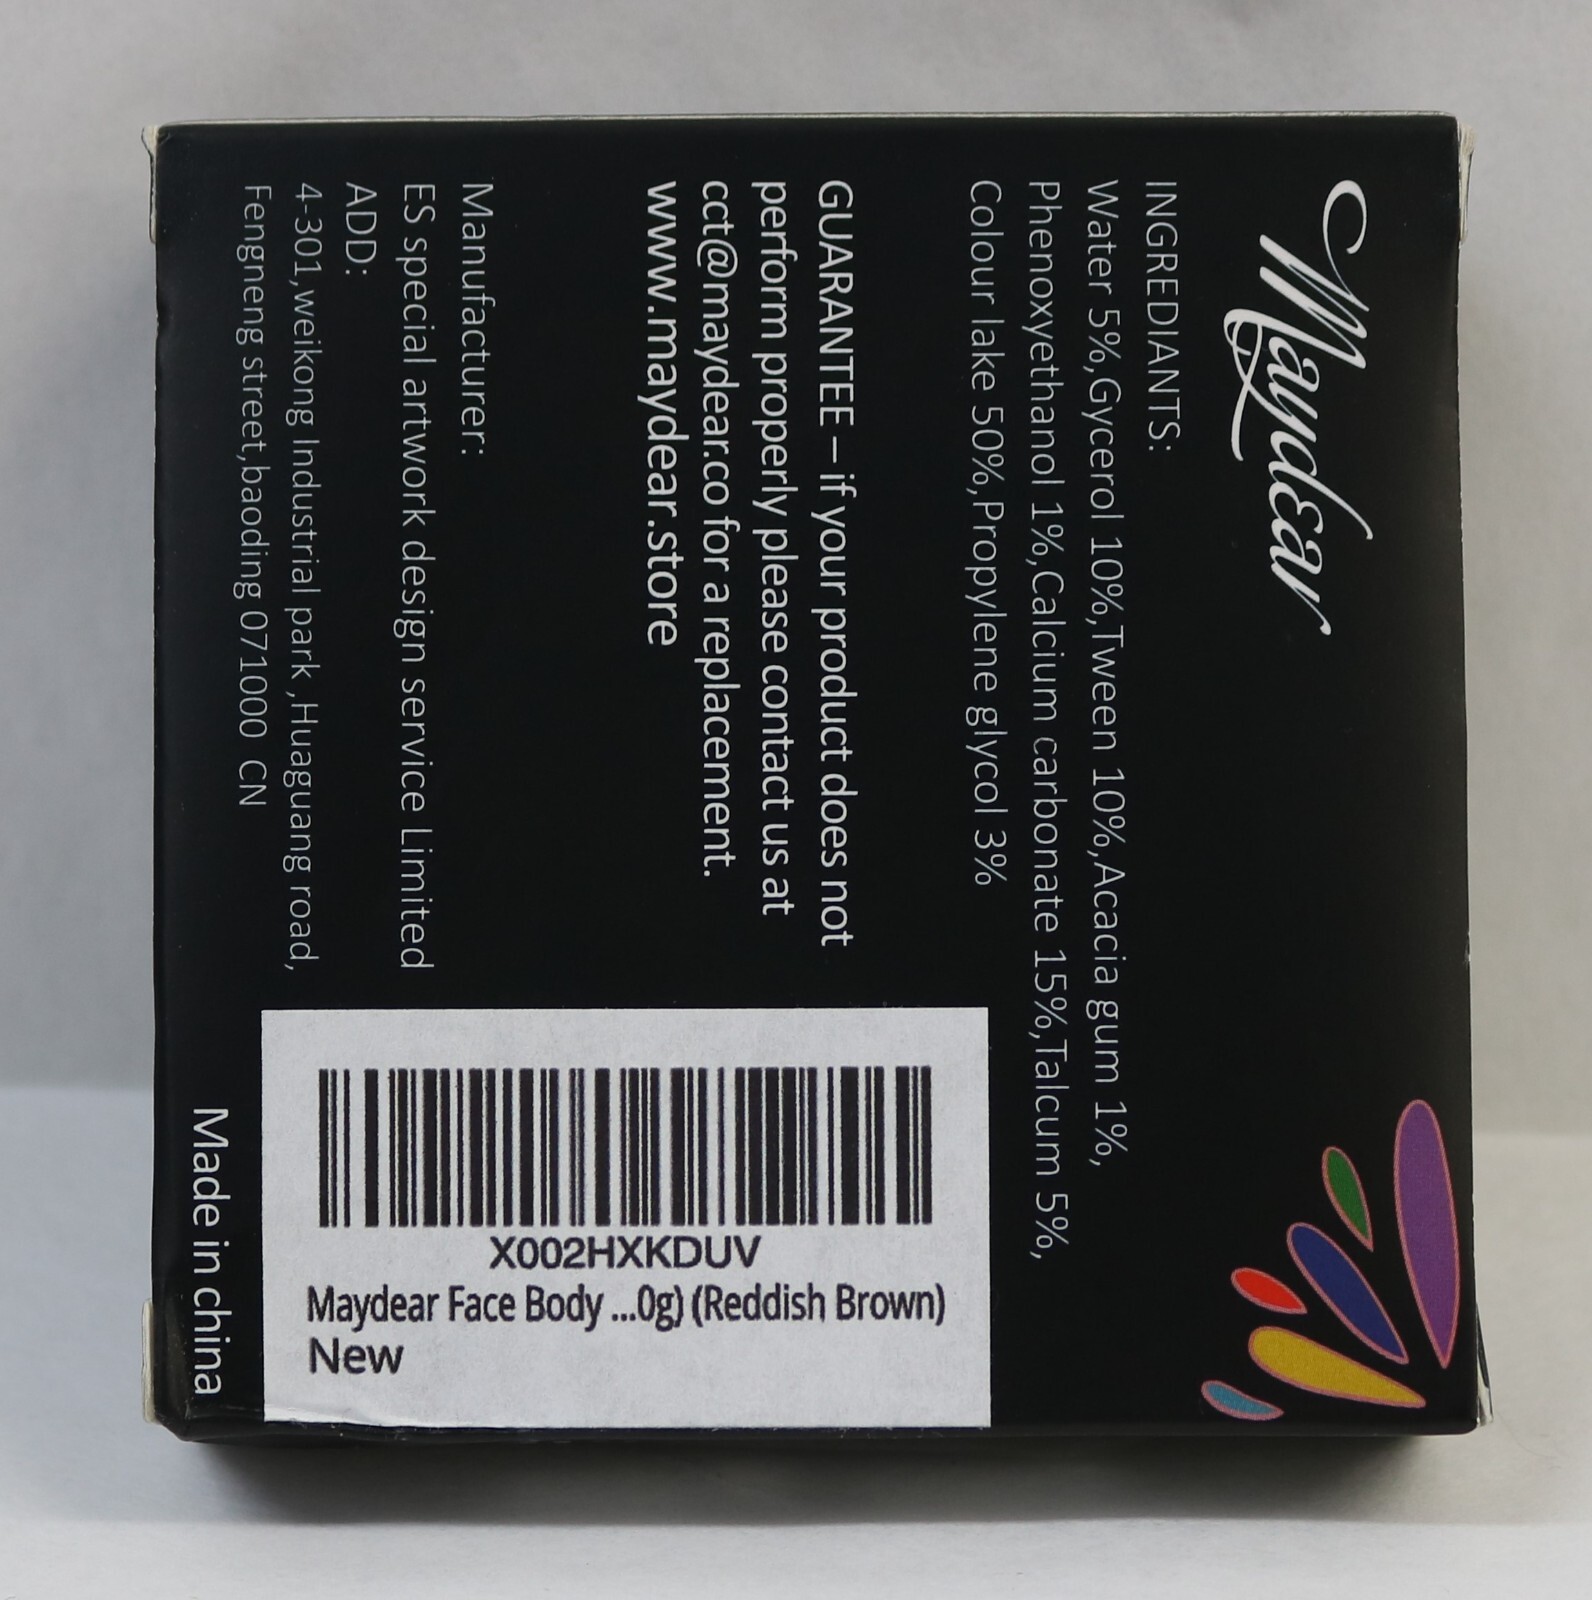 Maydear
INGREDIANTS:
Water 5%,Gycerol 10%,Tween 10%,Acacia gum 1%,
Phenoxyethanol 1%,Calcium carbonate 15%,Talcum 5%,
Colour lake 50%,Propylene glycol 3%
GUARANTEE – if your product does not
perform properly please contact us at
cct@maydear.co for a replacement.
www.maydear.store
Manufacturer:
ES special artwork design service Limited
ADD:
4-301,weikong Industrial park ,Huaguang road,
Fengneng street,baoding 071000 CN
Made in china
X002HXKDUV
Maydear Face Body ...0g) (Reddish Brown)
New